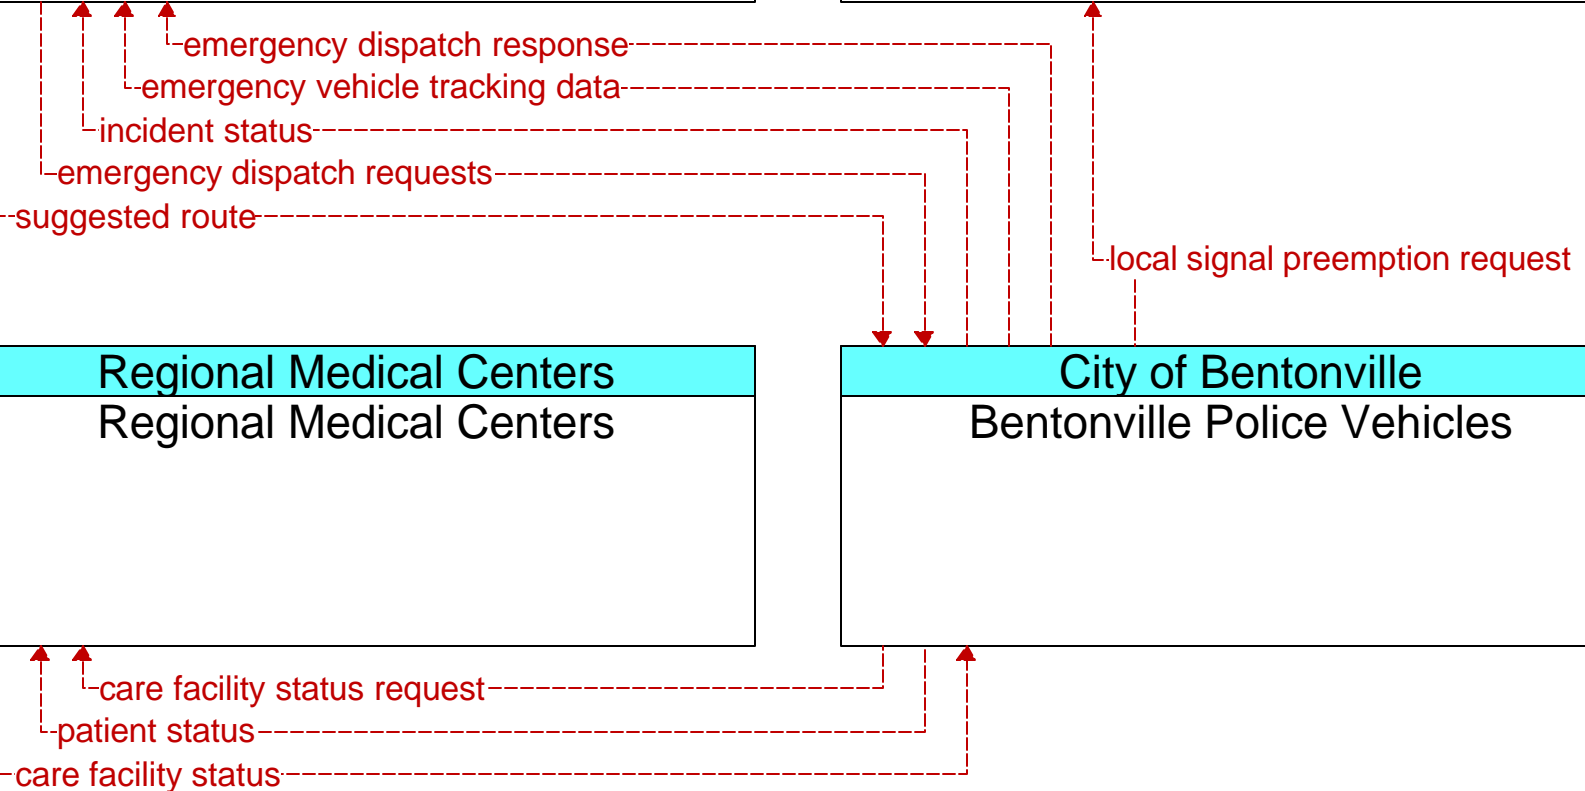 emergency dispatch response
emergency vehicle tracking data
incident status
emergency dispatch requests
suggested route
local signal preemption request
Regional Medical Centers
Regional Medical Centers
City of Bentonville
Bentonville Police Vehicles
care facility status request
patient status
care facility status